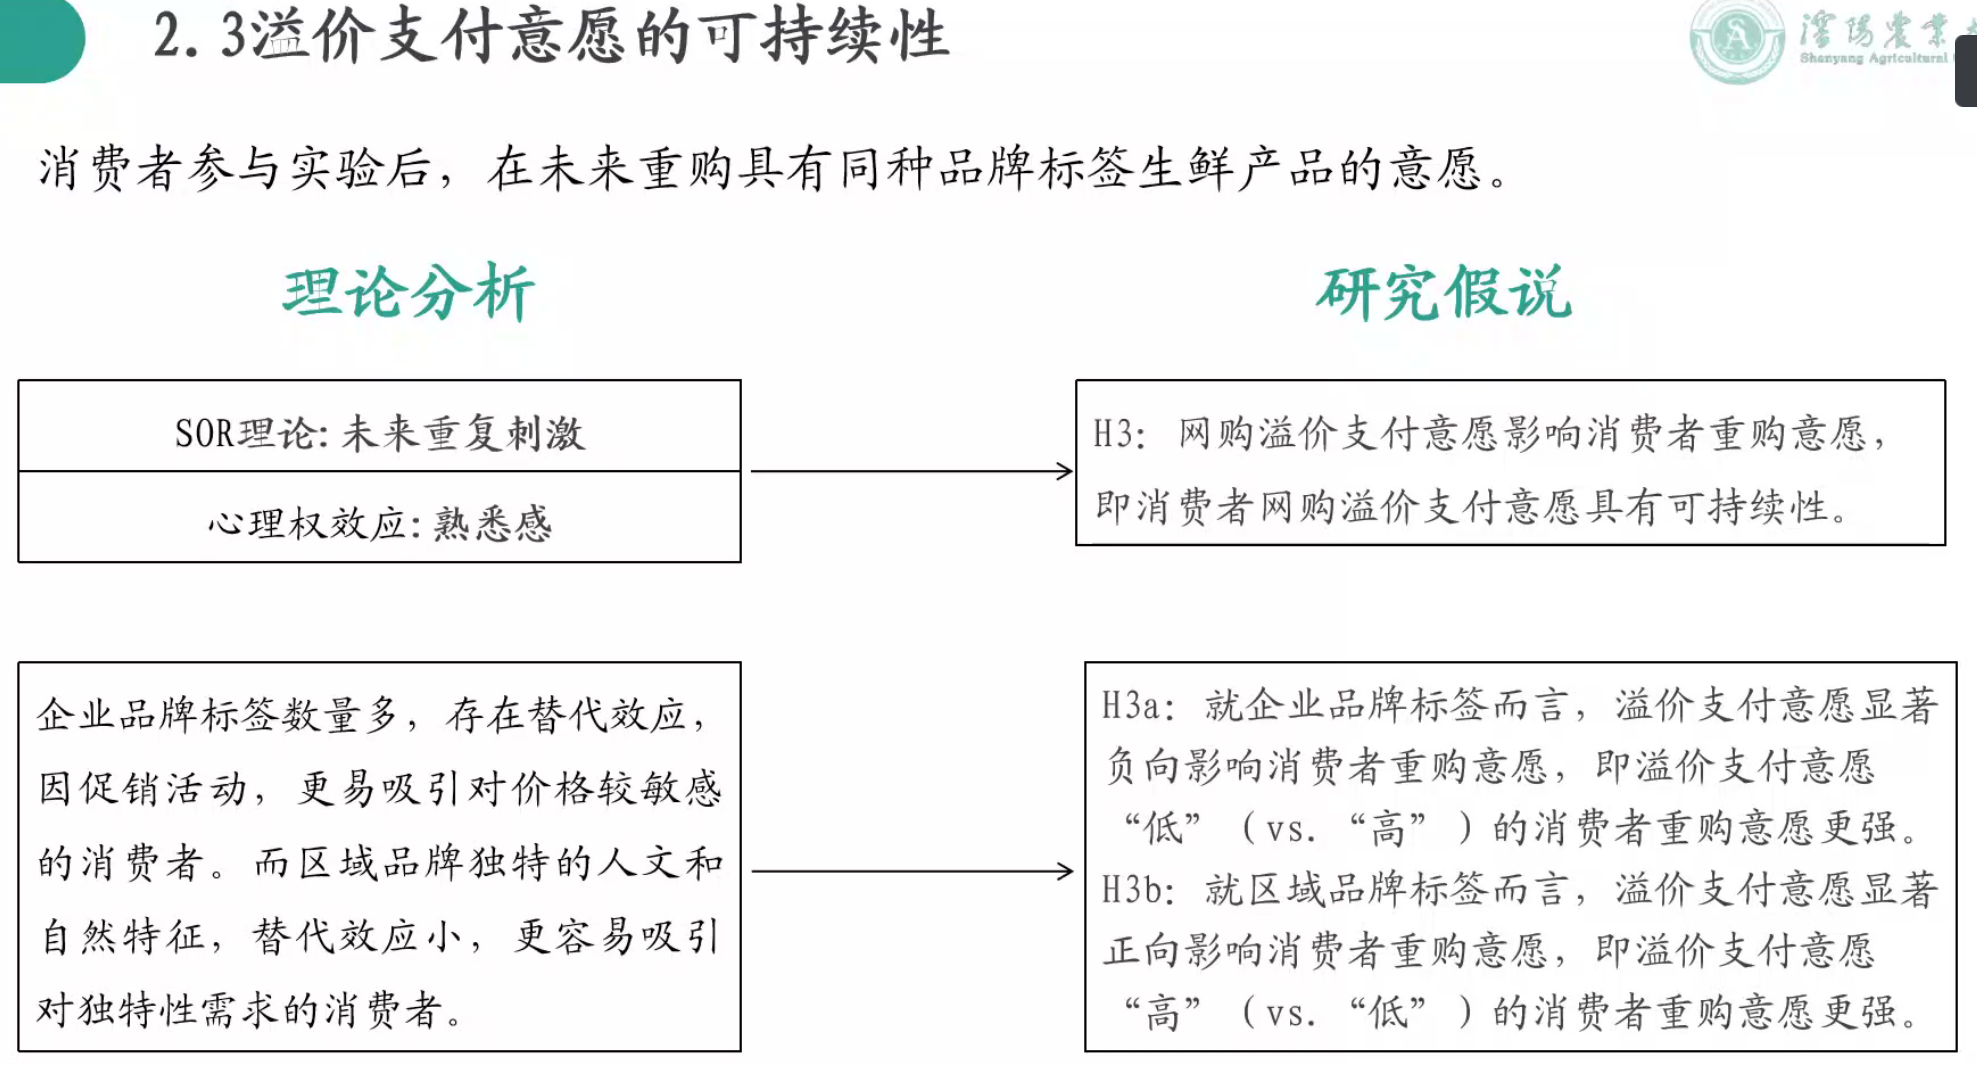 2.3溢价支付意愿的可持续性
Shanyang Agricultural
消费者参与实验后，在未来重购具有同种品牌标签生鲜产品的意愿。
理论分析
研究假说
SOR理论:未来重复刺激
心理权效应:熟悉感
H3：网购溢价支付意愿影响消费者重购意愿，
即消费者网购溢价支付意愿具有可持续性。
企业品牌标签数量多，存在替代效应，
因促销活动，更易吸引对价格较敏感
的消费者。而区域品牌独特的人文和
自然特征，替代效应小，更容易吸引
对独特性需求的消费者。
H3a：就企业品牌标签而言，溢价支付意愿显著
负向影响消费者重购意愿，即溢价支付意愿
“低”（vs.“高”）的消费者重购意愿更强。
H3b：就区域品牌标签而言，溢价支付意愿显著
正向影响消费者重购意愿，即溢价支付意愿
“高”（vs.“低”）的消费者重购意愿更强。